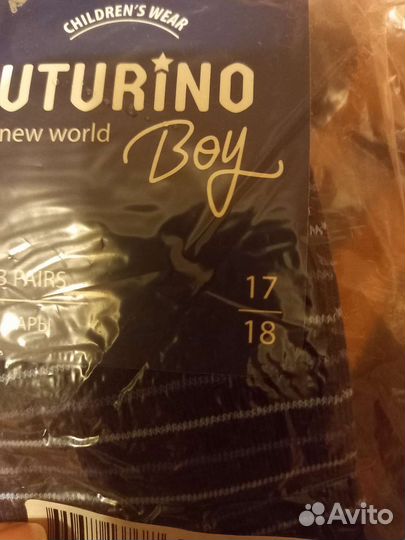 CHILDREN'S WEAR
UTURINO
new world
Boy
3 PAIRS
АРЫ
17
18
Avito